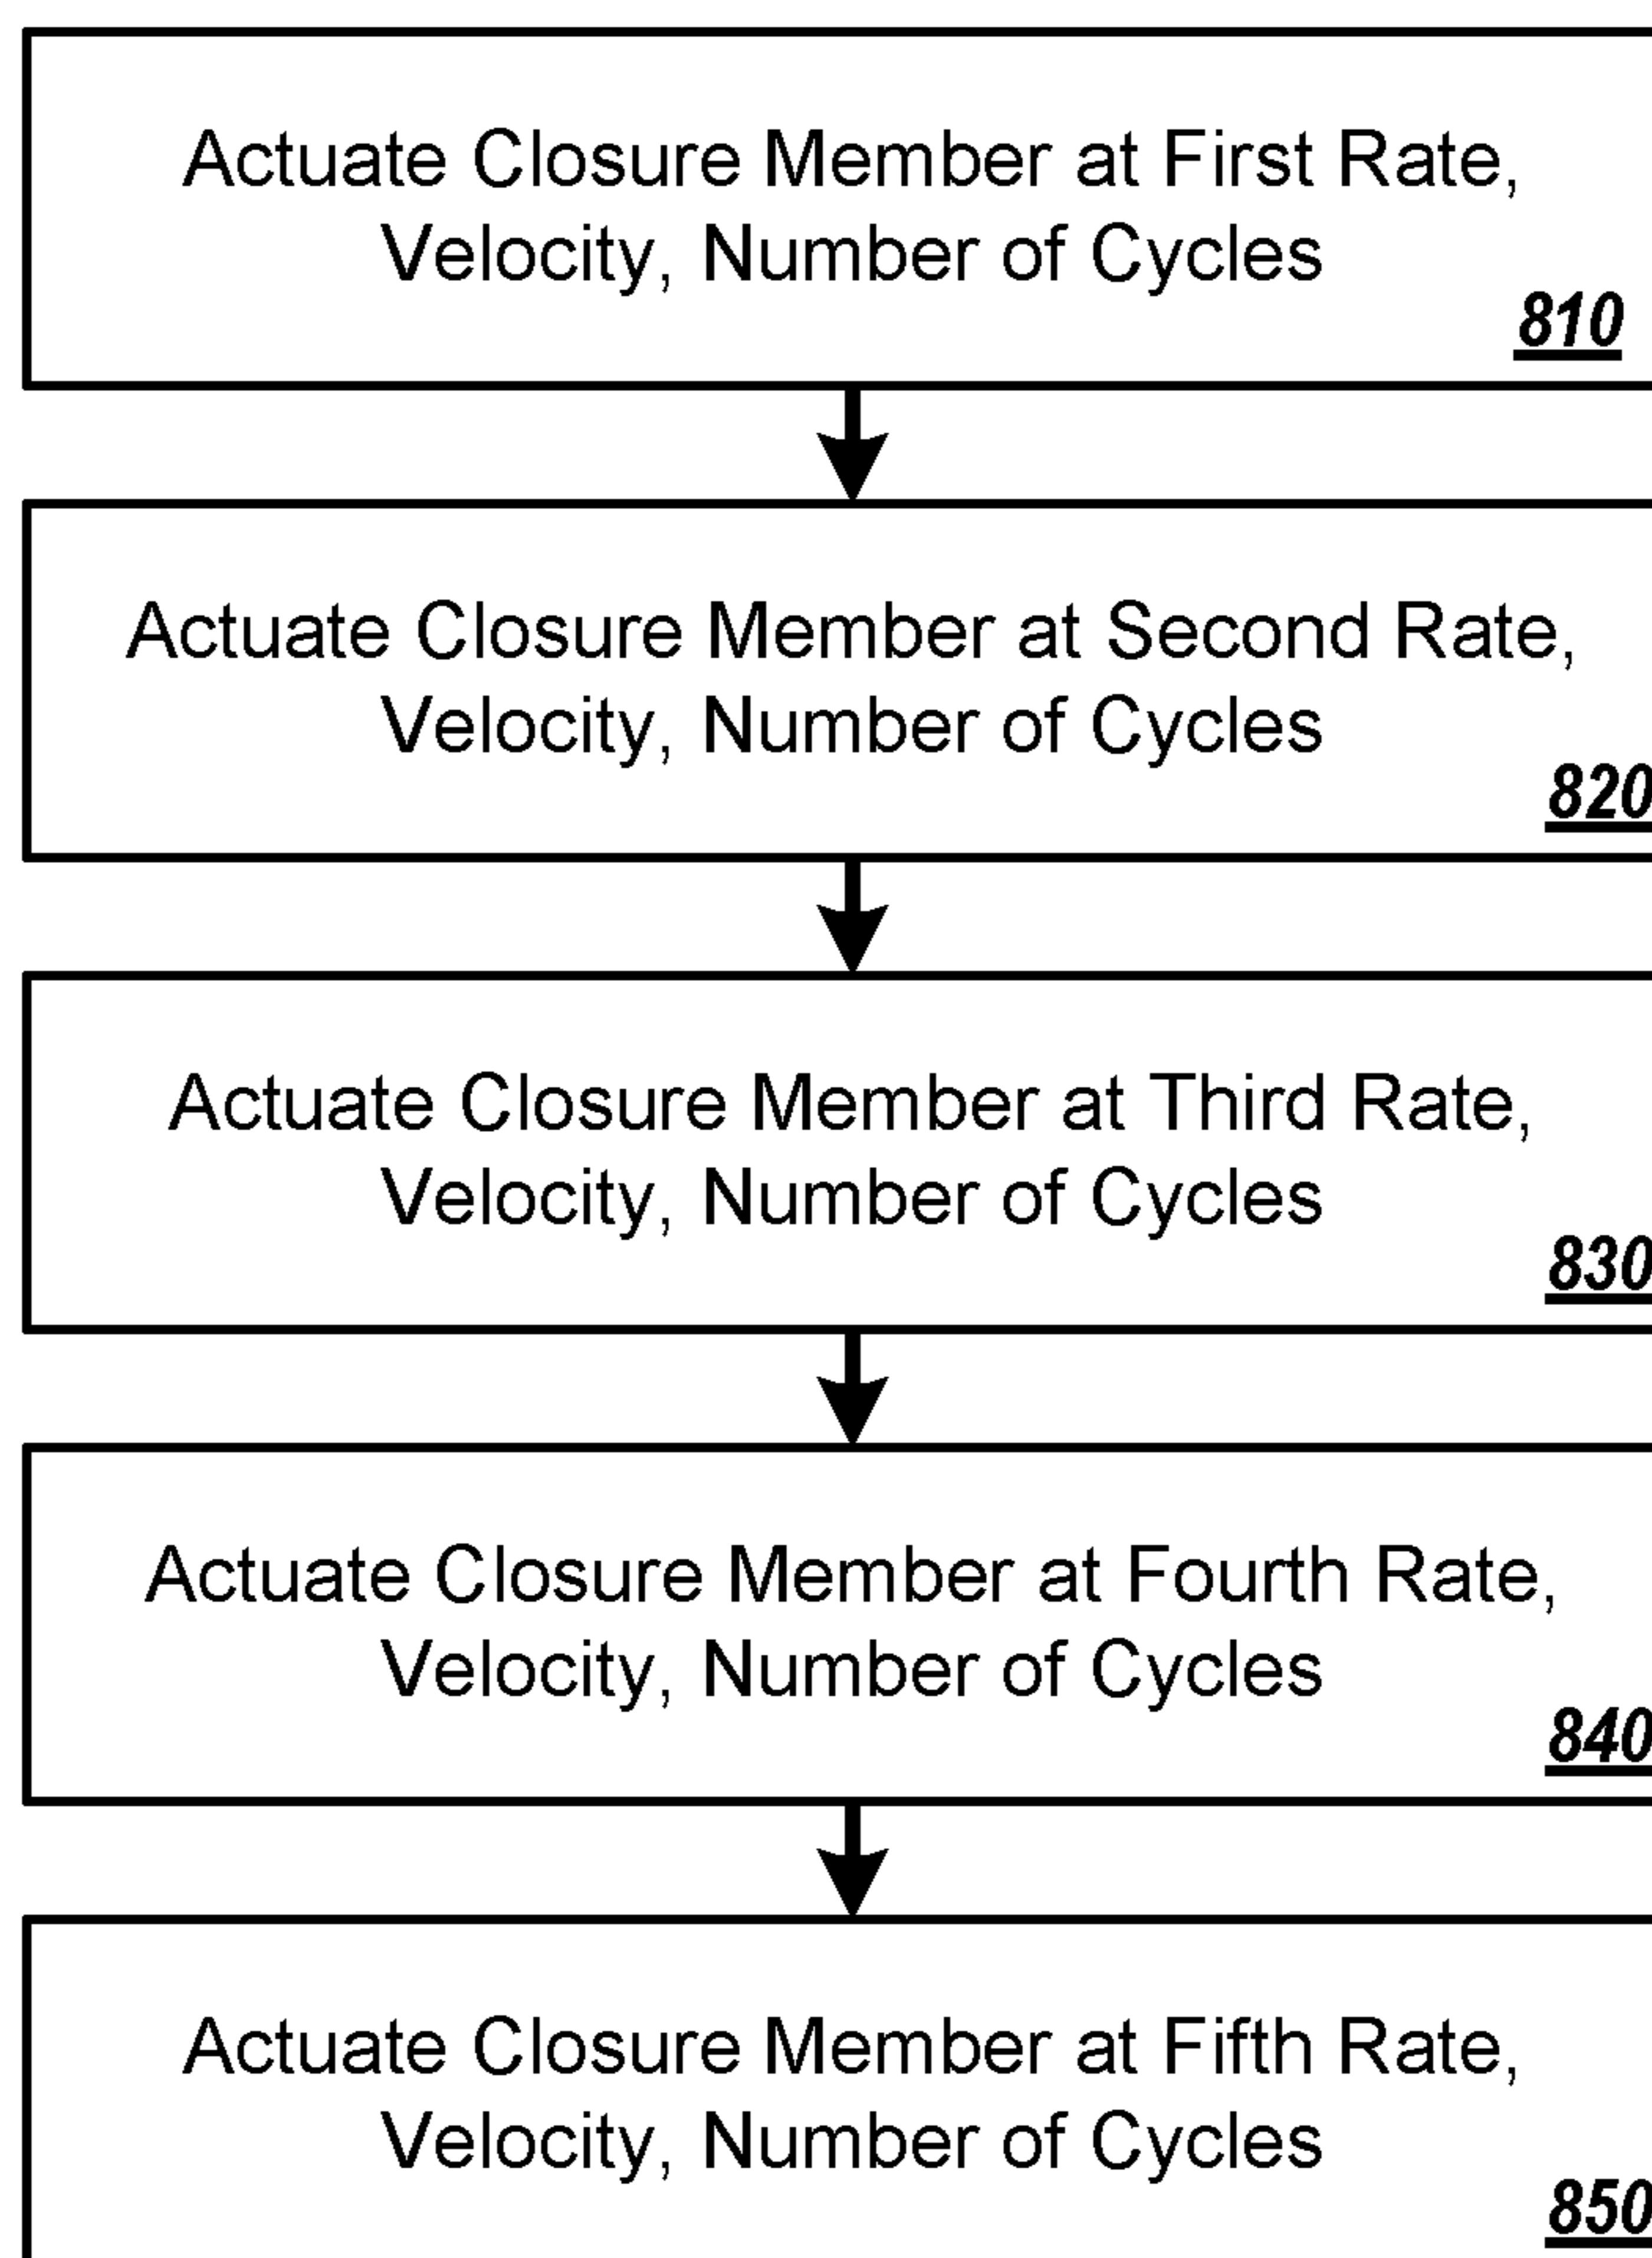 Actuate Closure Member at First Rate,
Velocity, Number of Cycles
810
Actuate Closure Member at Second Rate,
Velocity, Number of Cycles
820
Actuate Closure Member at Third Rate,
Velocity, Number of Cycles
830
Actuate Closure Member at Fourth Rate,
Velocity, Number of Cycles
840
Actuate Closure Member at Fifth Rate,
Velocity, Number of Cycles
850